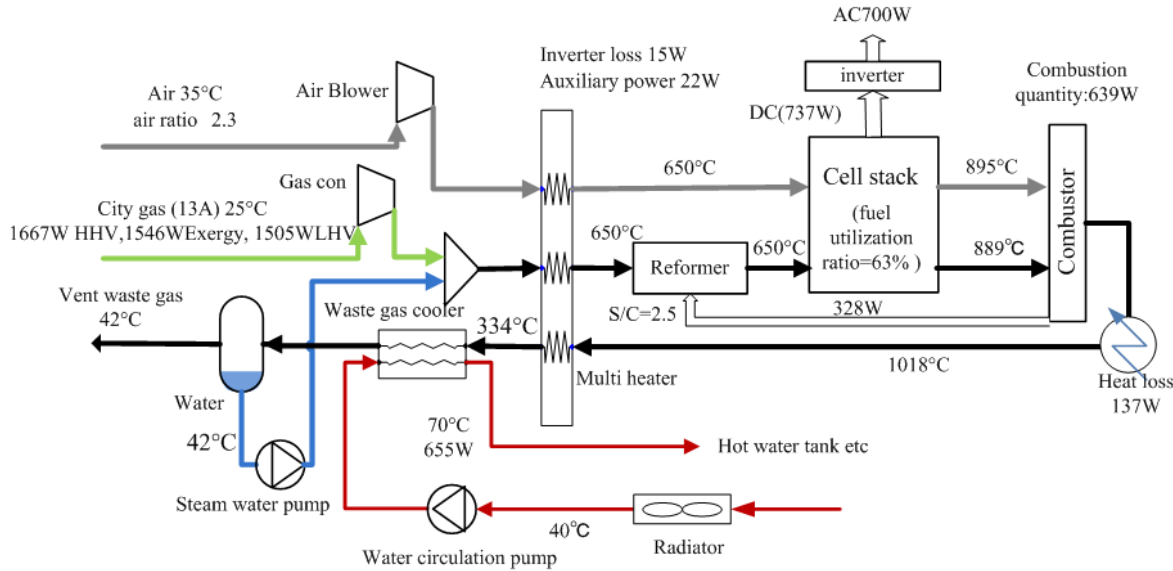 AC700W
Inverter loss 15W
Auxiliary power 22W
inverter
Combustion
quantity:639W
Air 35°C
air ratio 2.3
Air Blower
DC(737W)
Gas con
650°C
Cell stack
(fuel
utilization
ratio=63% )
895°C
City gas (13A) 25°C
1667W HHV,1546WExergy, 1505WLHV
650°C
Reformer
650°C
889℃
Combustor
Vent waste gas
42°C
Waste gas cooler
S/C=2.5
328W
334°C
1018°C
Multi heater
Heat loss
137W
Water
42°C
70°C
655W
Hot water tank etc
Steam water pump
40℃
Water circulation pump
Radiator